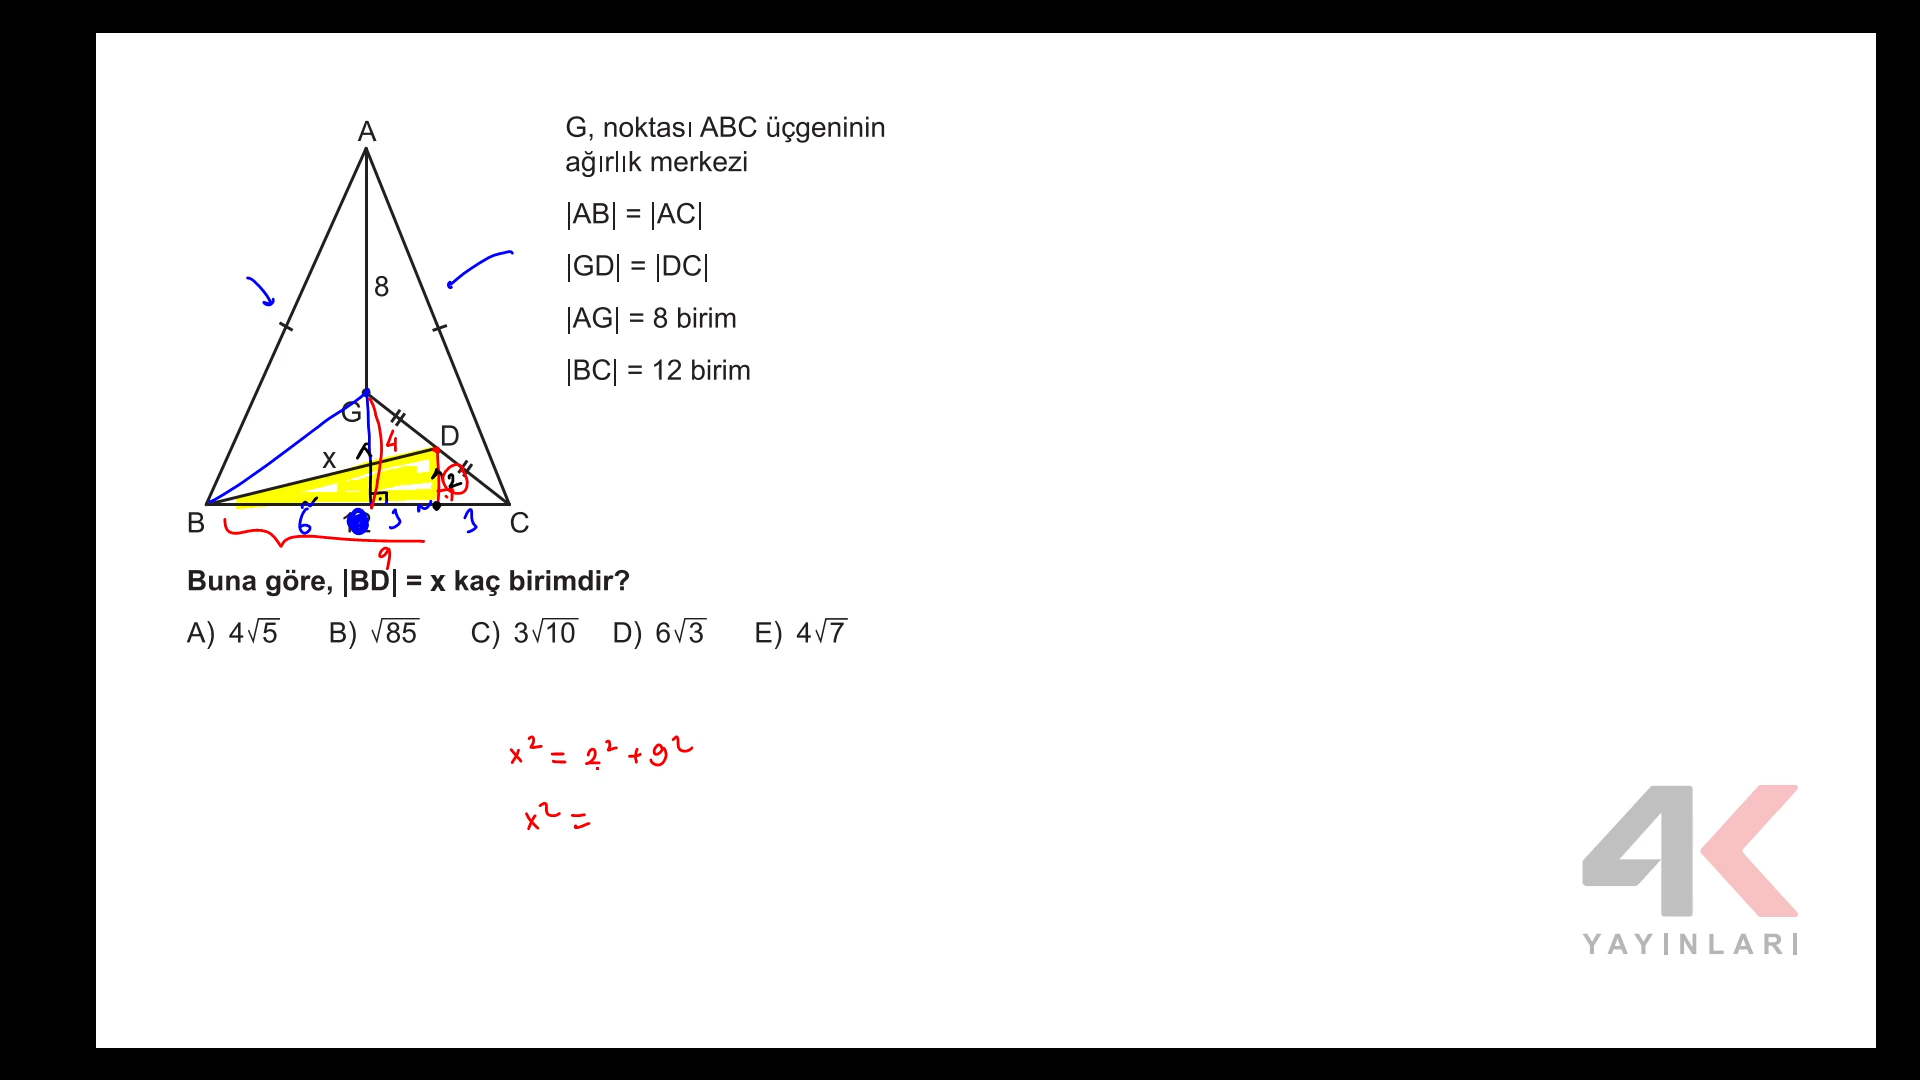 A
G, noktası ABC üçgeninin
ağırlık merkezi
|AB| = |AC|
|GD| = |DC|
|AG| = 8 birim
|BC| = 12 birim
8
G
4
D
x
2
B
6
3
3
C
9
Buna göre, |BD| = x kaç birimdir?
A) 4√5 B) √85 C) 3√10 D) 6√3 E) 4√7
x² = 2² + 9²
x² =
4K
YAYINLARI